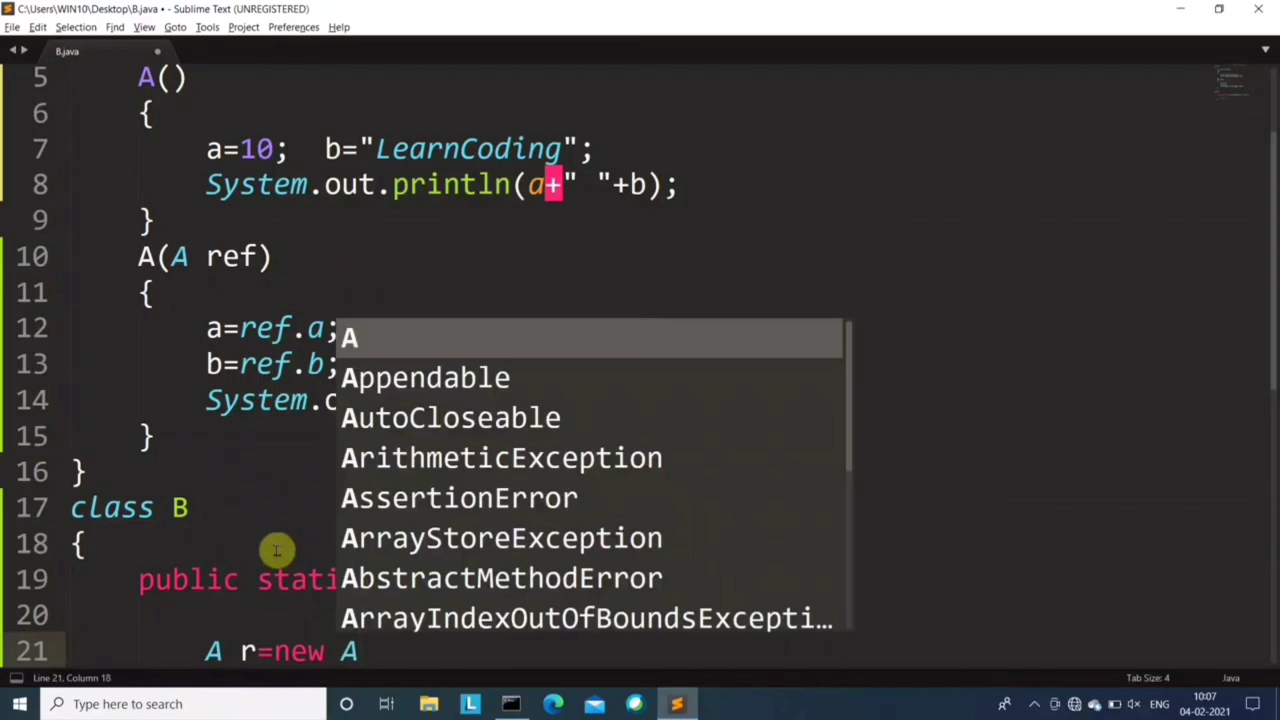 C:\Users\WIN10\Desktop\B.java • - Sublime Text (UNREGISTERED)
File Edit Selection Find View Goto Tools Project Preferences Help
B.java
5 A()
6 {
7 a=10; b="LearnCoding";
8 System.out.println(a+" "+b);
9 }
10 A(A ref)
11 {
12 a=ref.a;
13 b=ref.b;
14 System.o
15 }
16 }
17 class B
18 {
19 public stati
20
21 A r=new A
A
Appendable
AutoCloseable
ArithmeticException
AssertionError
ArrayStoreException
AbstractMethodError
ArrayIndexOutOfBoundsExcepti...
Line 21, Column 18 Tab Size: 4 Java
Type here to search
ENG
10:07
04-02-2021